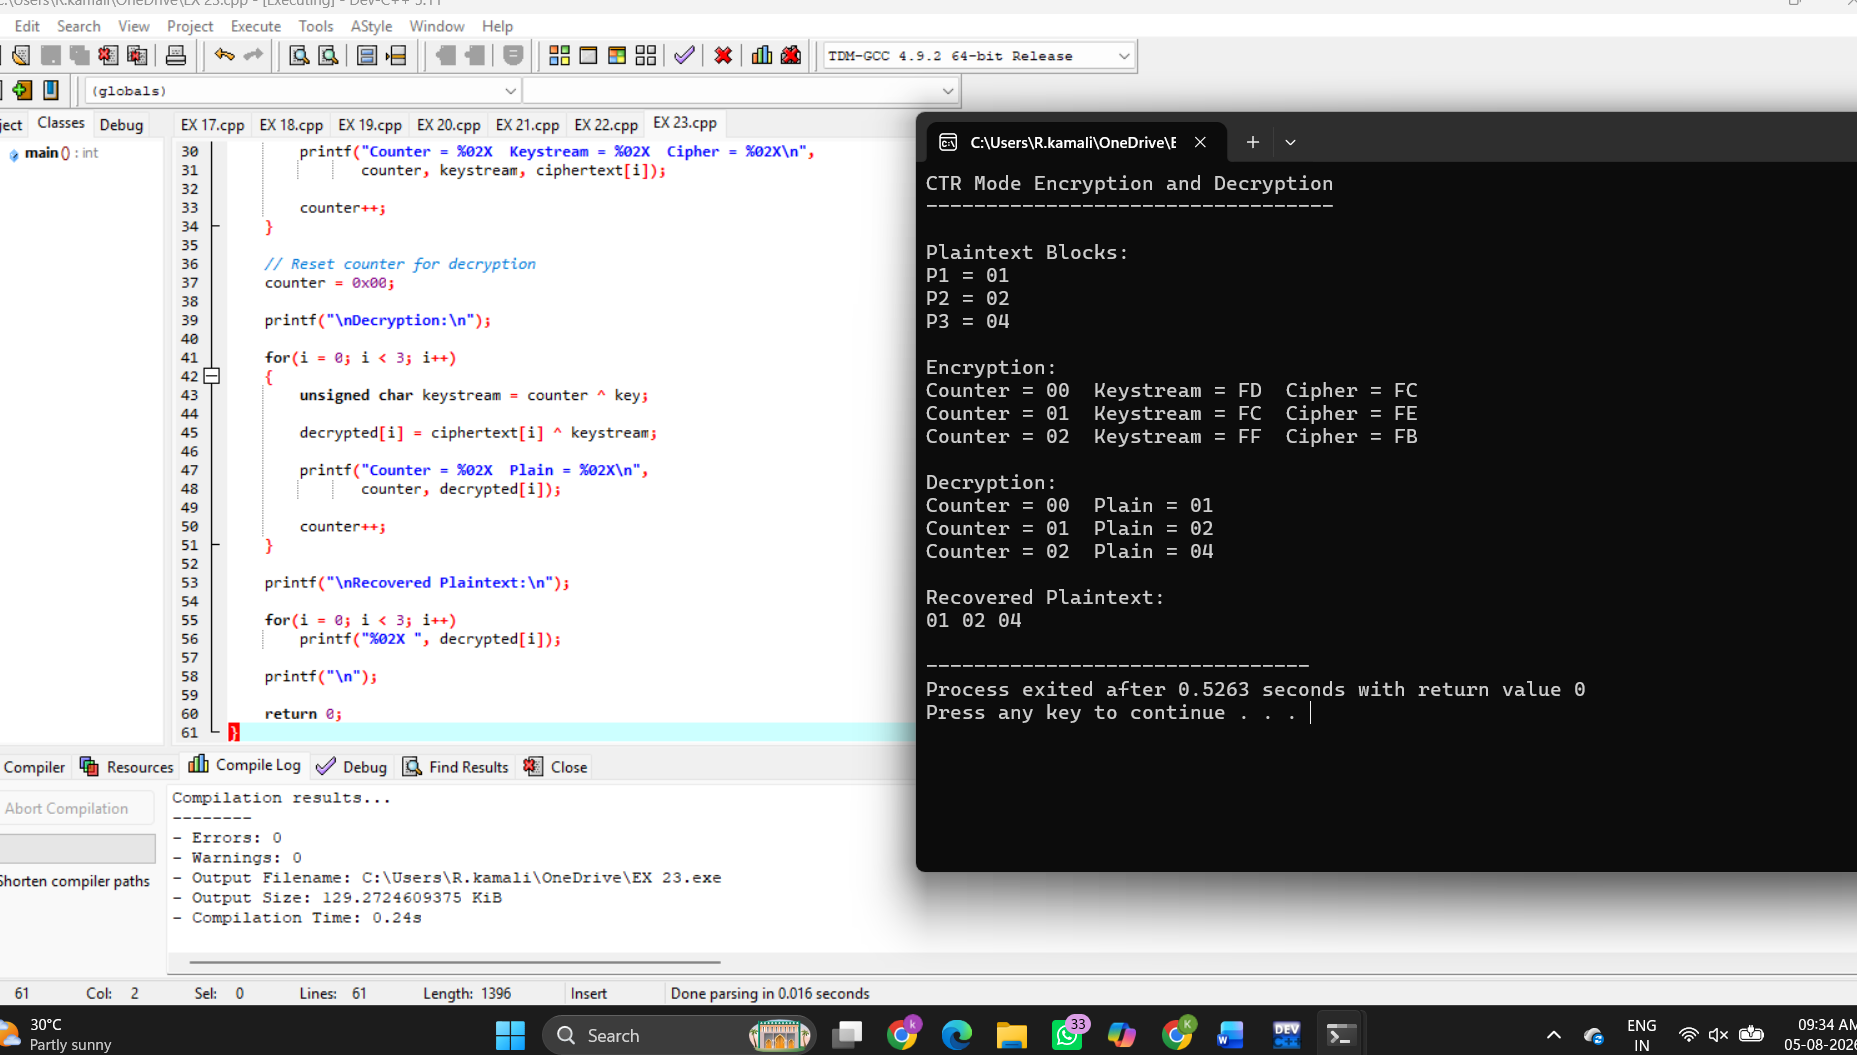 Edit Search View Project Execute Tools AStyle Window Help
TDM-GCC 4.9.2 64-bit Release
(globals)
Classes Debug
EX 17.cpp EX 18.cpp EX 19.cpp EX 20.cpp EX 21.cpp EX 22.cpp EX 23.cpp
main() : int
30 printf("Counter = %02X  Keystream = %02X  Cipher = %02X\n",
31 counter, keystream, ciphertext[i]);
32
33 counter++;
34 }
35
36 // Reset counter for decryption
37 counter = 0x00;
38
39 printf("\nDecryption:\n");
40
41 for(i = 0; i < 3; i++)
42 {
43 unsigned char keystream = counter ^ key;
44
45 decrypted[i] = ciphertext[i] ^ keystream;
46
47 printf("Counter = %02X  Plain = %02X\n",
48 counter, decrypted[i]);
49
50 counter++;
51 }
52
53 printf("\nRecovered Plaintext:\n");
54
55 for(i = 0; i < 3; i++)
56 printf("%02X ", decrypted[i]);
57
58 printf("\n");
59
60 return 0;
61 }
C:\Users\R.kamali\OneDrive\E
CTR Mode Encryption and Decryption
----------------------------------
Plaintext Blocks:
P1 = 01
P2 = 02
P3 = 04
Encryption:
Counter = 00  Keystream = FD  Cipher = FC
Counter = 01  Keystream = FC  Cipher = FE
Counter = 02  Keystream = FF  Cipher = FB
Decryption:
Counter = 00  Plain = 01
Counter = 01  Plain = 02
Counter = 02  Plain = 04
Recovered Plaintext:
01 02 04
--------------------------------
Process exited after 0.5263 seconds with return value 0
Press any key to continue . . .
Compiler Resources Compile Log Debug Find Results Close
Abort Compilation
Shorten compiler paths
Compilation results...
--------
- Errors: 0
- Warnings: 0
- Output Filename: C:\Users\R.kamali\OneDrive\EX 23.exe
- Output Size: 129.2724609375 KiB
- Compilation Time: 0.24s
61 Col: 2 Sel: 0 Lines: 61 Length: 1396 Insert Done parsing in 0.016 seconds
30°C
Partly sunny
Search
33
DEV
C++
ENG
IN
09:34 AM